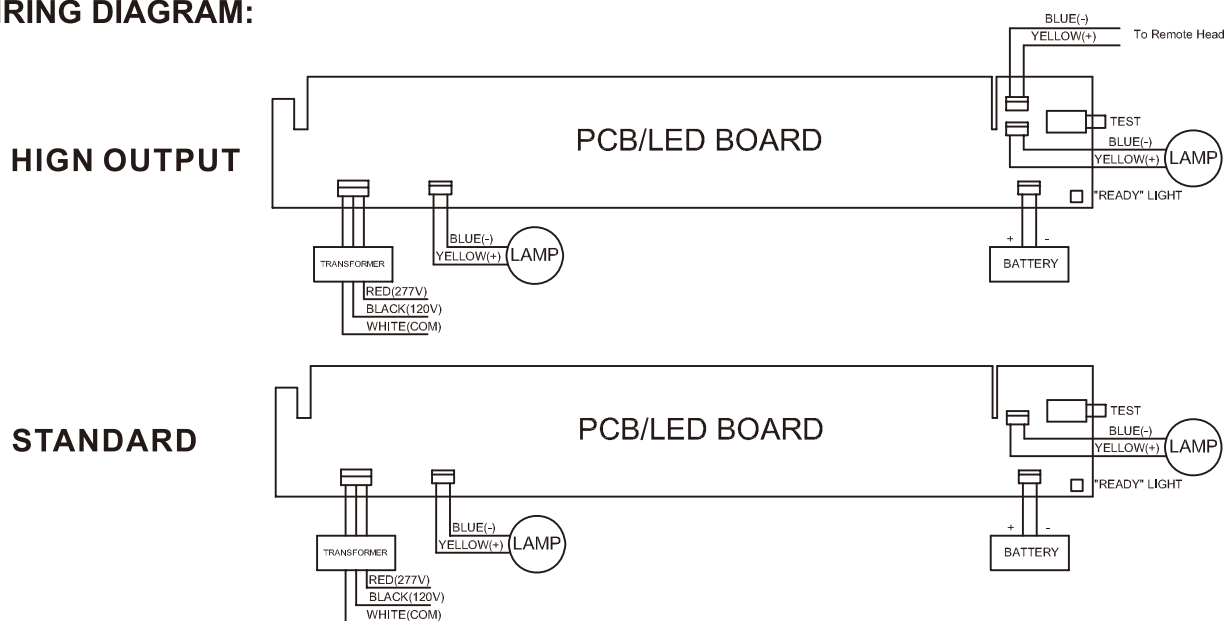 IRING DIAGRAM:
BLUE(-)
YELLOW(+)
To Remote Head
HIGN OUTPUT
PCB/LED BOARD
TEST
BLUE(-)
YELLOW(+)
LAMP
"READY" LIGHT
BLUE(-)
YELLOW(+)
LAMP
+ -
BATTERY
TRANSFORMER
RED(277V)
BLACK(120V)
WHITE(COM)
STANDARD
PCB/LED BOARD
TEST
BLUE(-)
YELLOW(+)
LAMP
"READY" LIGHT
BLUE(-)
YELLOW(+)
LAMP
+ -
BATTERY
TRANSFORMER
RED(277V)
BLACK(120V)
WHITE(COM)